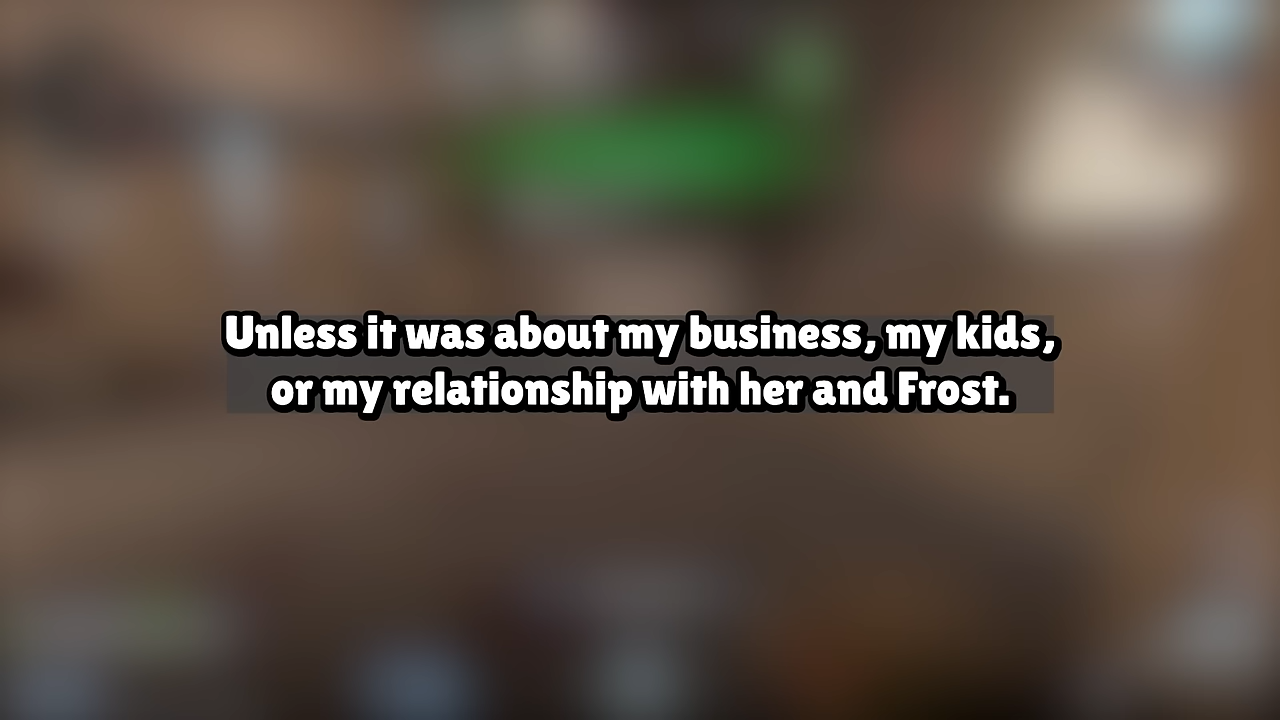 Unless it was about my business, my kids,
or my relationship with her and Frost.